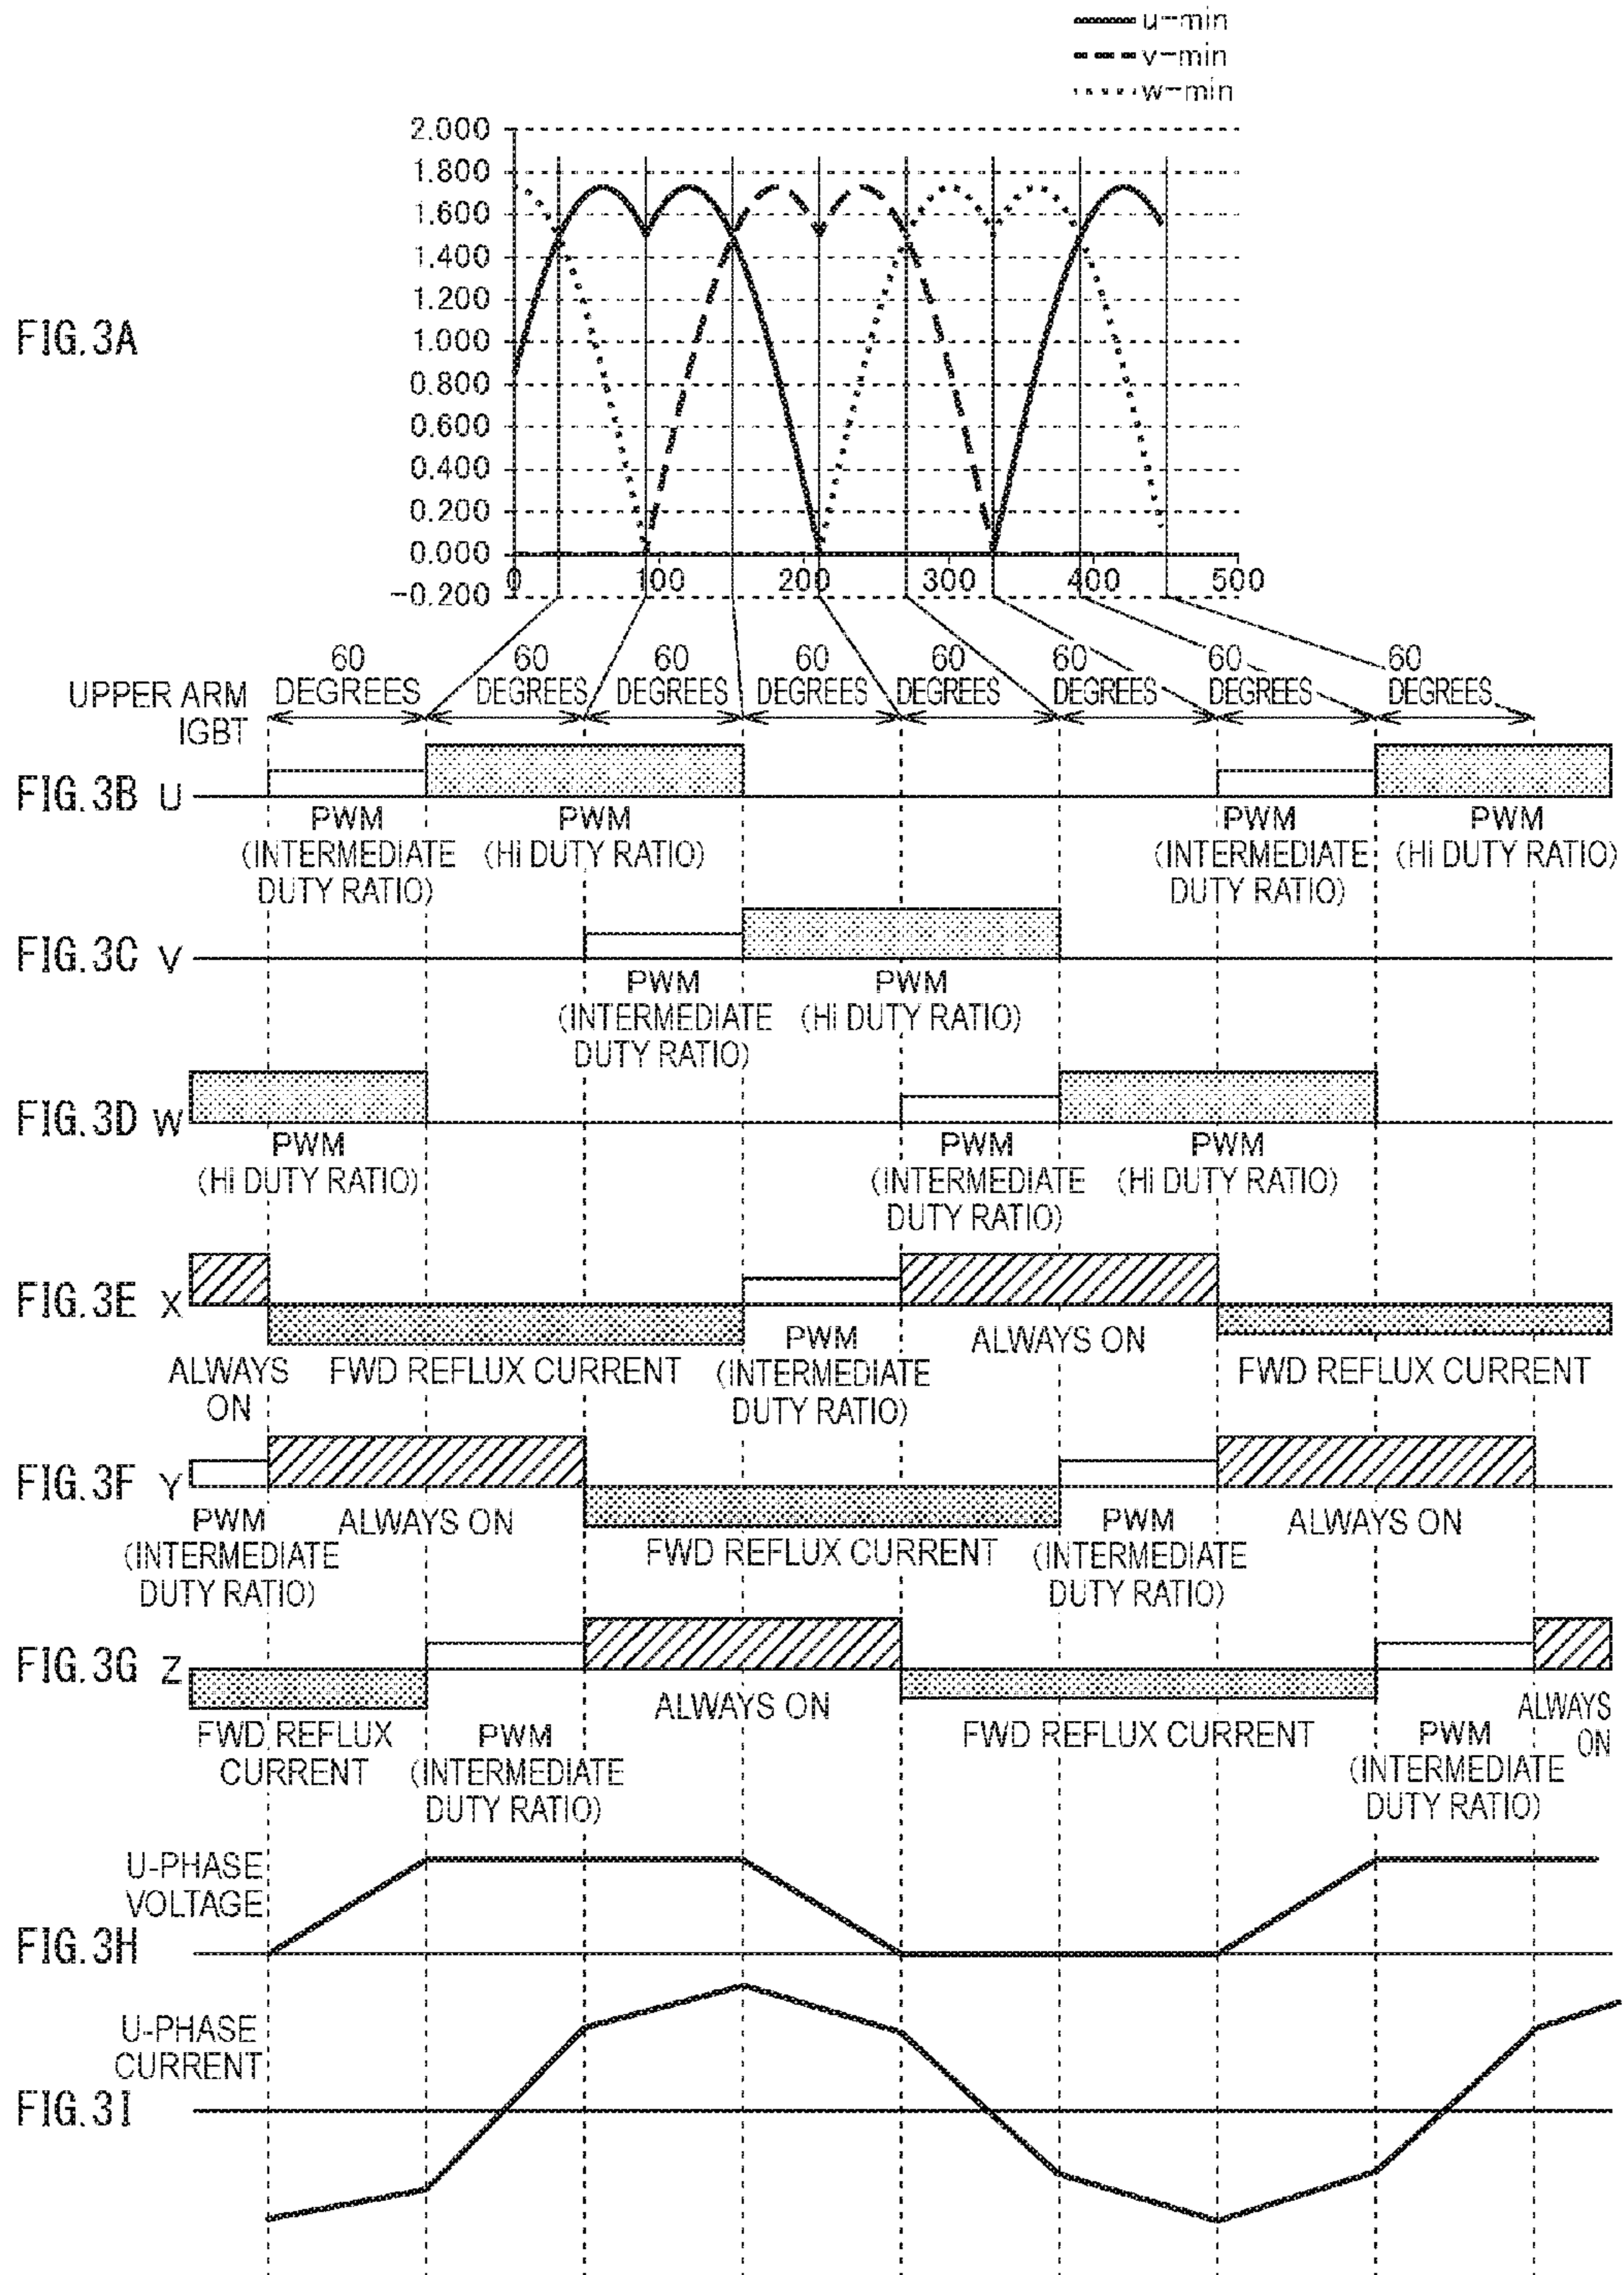 u-min
v-min
w-min
2.000
1.800
1.600
1.400
1.200
1.000
0.800
0.600
0.400
0.200
0.000
-0.200
0 100 200 300 400 500
FIG.3A
60 60 60 60 60 60 60 60
DEGREES DEGREES DEGREES DEGREES DEGREES DEGREES DEGREES DEGREES
UPPER ARM
IGBT
FIG.3B U
PWM PWM PWM PWM
(INTERMEDIATE (Hi DUTY RATIO) (INTERMEDIATE (Hi DUTY RATIO)
DUTY RATIO) DUTY RATIO)
FIG.3C V
PWM PWM
(INTERMEDIATE (Hi DUTY RATIO)
DUTY RATIO)
FIG.3D W
PWM PWM PWM
(Hi DUTY RATIO) (INTERMEDIATE (Hi DUTY RATIO)
DUTY RATIO)
FIG.3E X
PWM ALWAYS ON
ALWAYS FWD REFLUX CURRENT (INTERMEDIATE FWD REFLUX CURRENT
ON DUTY RATIO)
FIG.3F Y
PWM ALWAYS ON PWM ALWAYS ON
(INTERMEDIATE FWD REFLUX CURRENT (INTERMEDIATE
DUTY RATIO) DUTY RATIO)
FIG.3G Z
ALWAYS ON ALWAYS
FWD REFLUX PWM FWD REFLUX CURRENT PWM ON
CURRENT (INTERMEDIATE (INTERMEDIATE
DUTY RATIO) DUTY RATIO)
U-PHASE
VOLTAGE
FIG.3H
U-PHASE
CURRENT
FIG.3I